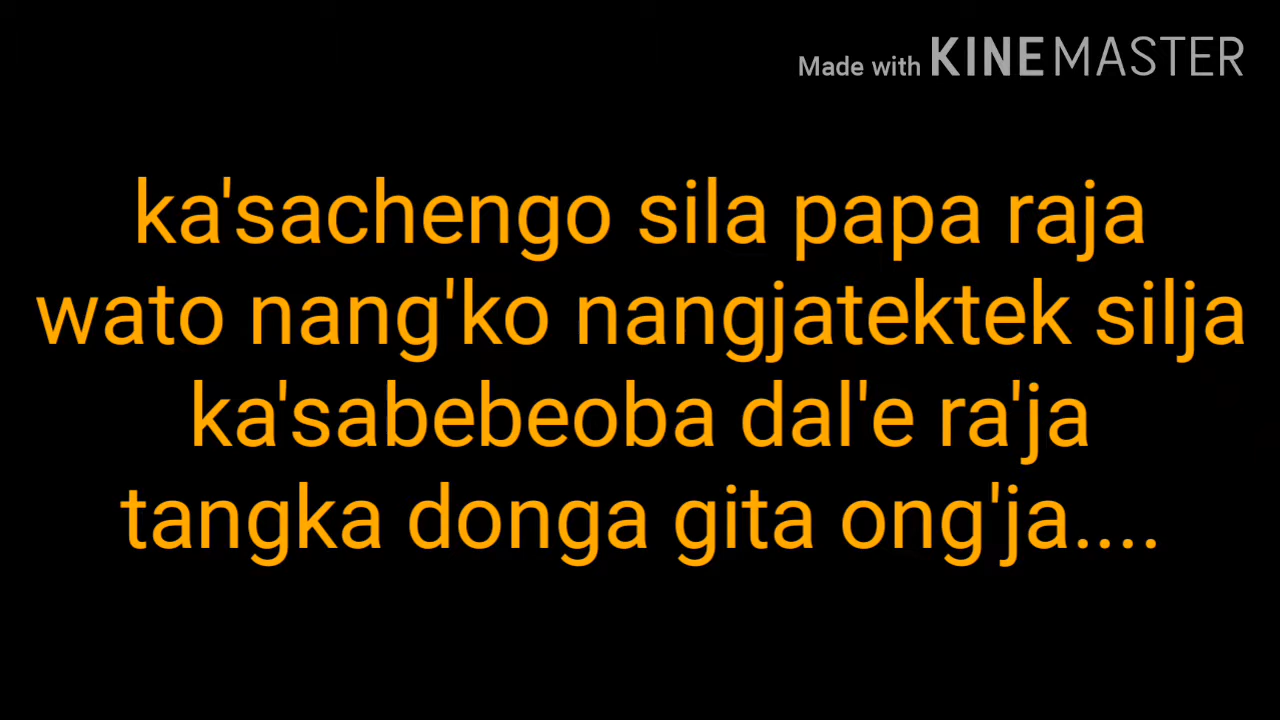 Made with KINEMASTER
ka'sachengo sila papa raja
wato nang'ko nangjatektek silja
ka'sabebeoba dal'e ra'ja
tangka donga gita ong'ja....